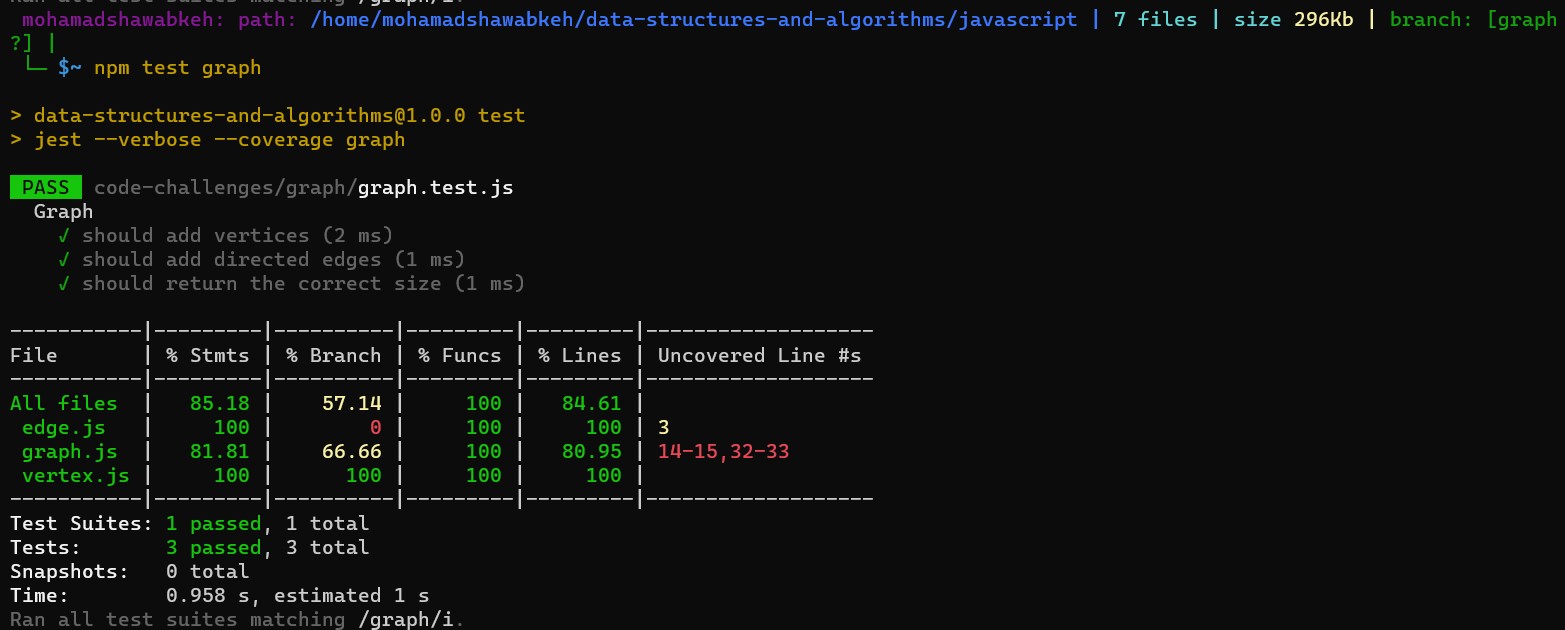 Ran all test suites matching /graph/i.
mohamadshawabkeh: path: /home/mohamadshawabkeh/data-structures-and-algorithms/javascript | 7 files | size 296Kb | branch: [graph
?] |
└─ $~ npm test graph
> data-structures-and-algorithms@1.0.0 test
> jest --verbose --coverage graph
PASS code-challenges/graph/graph.test.js
Graph
√ should add vertices (2 ms)
√ should add directed edges (1 ms)
√ should return the correct size (1 ms)
-----------|---------|----------|---------|---------|-------------------
File       | % Stmts | % Branch | % Funcs | % Lines | Uncovered Line #s
-----------|---------|----------|---------|---------|-------------------
All files  |   85.18 |    57.14 |     100 |   84.61 |
 edge.js   |     100 |        0 |     100 |     100 | 3
 graph.js  |   81.81 |    66.66 |     100 |   80.95 | 14-15,32-33
 vertex.js |     100 |      100 |     100 |     100 |
-----------|---------|----------|---------|---------|-------------------
Test Suites: 1 passed, 1 total
Tests:       3 passed, 3 total
Snapshots:   0 total
Time:        0.958 s, estimated 1 s
Ran all test suites matching /graph/i.